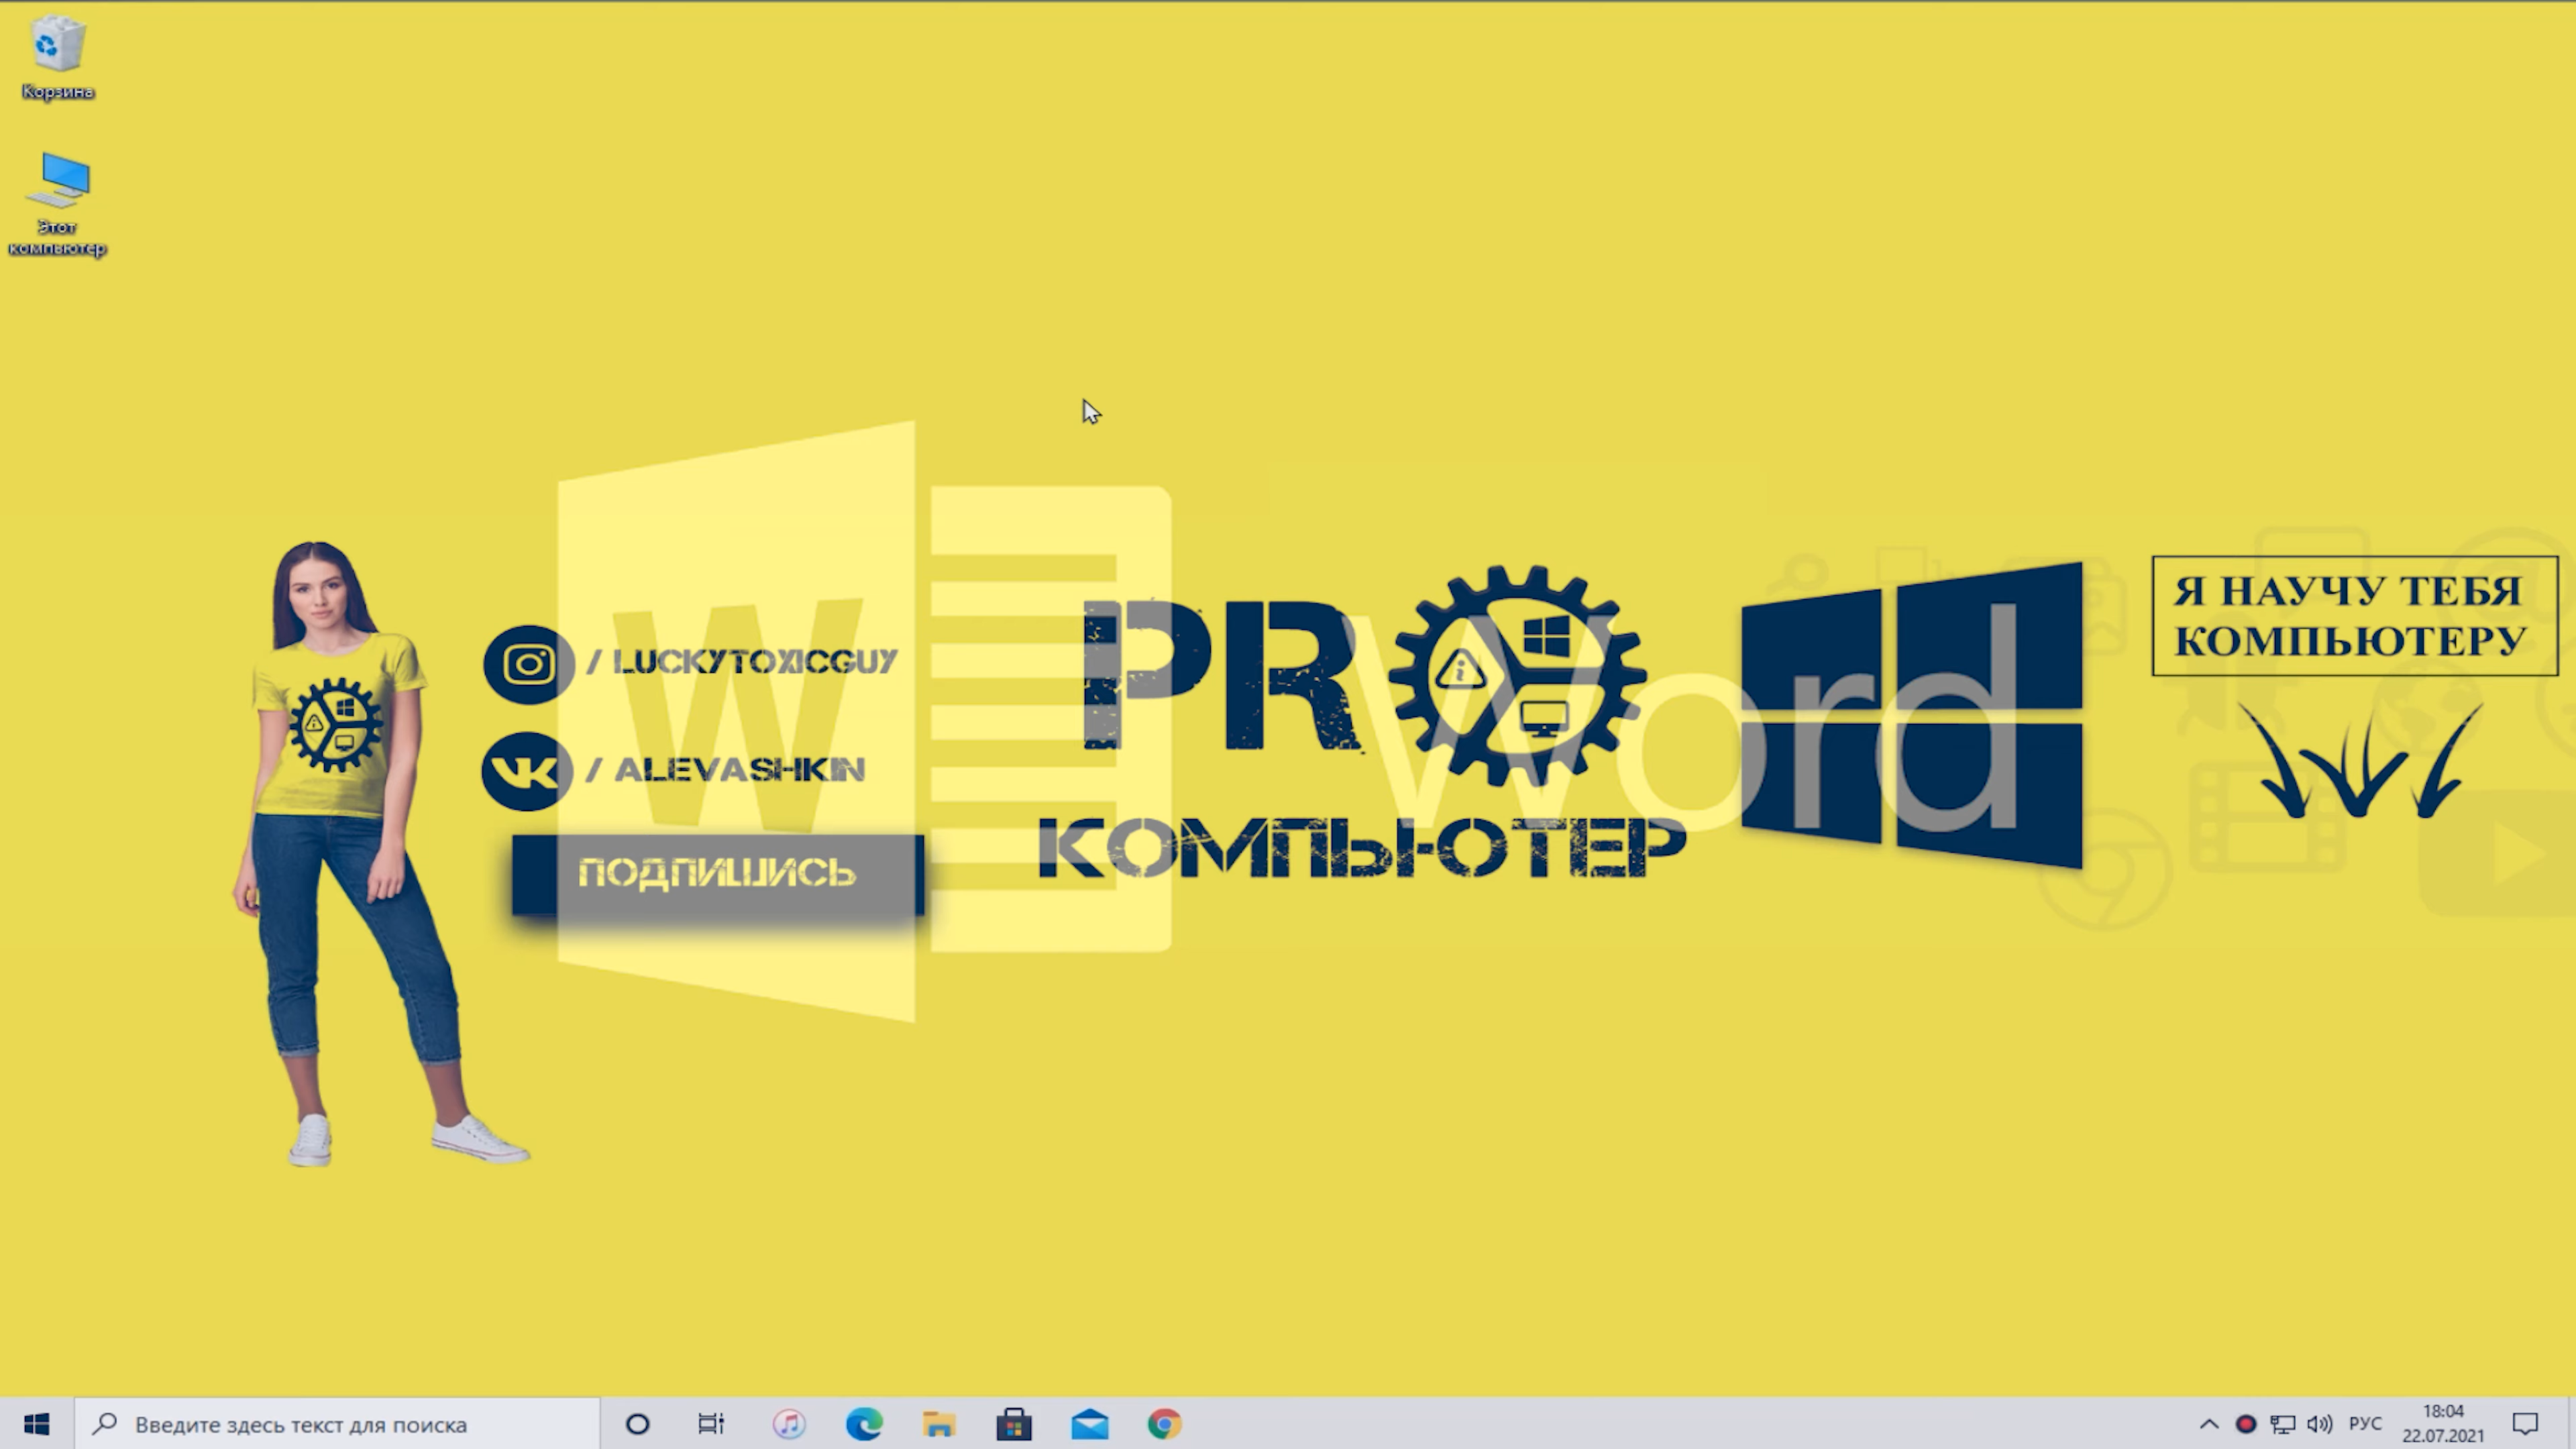 Корзина
Этот
компьютер
W
Word
/ LUCKYTOXICGUY
/ ALEVASHKIN
ПОДПИШИСЬ
PRO
КОМПЬЮТЕР
Я НАУЧУ ТЕБЯ
КОМПЬЮТЕРУ
Введите здесь текст для поиска
РУС
18:04
22.07.2021